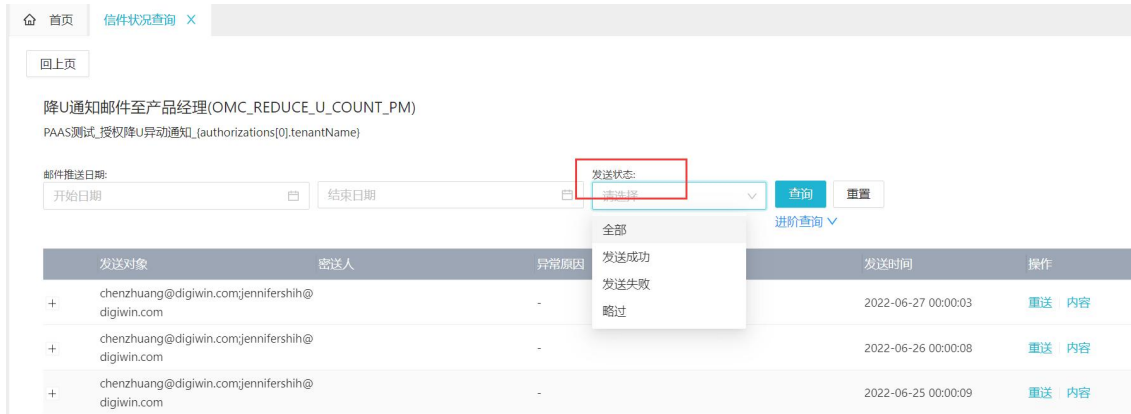 首页 信件状况查询 X
回上页
降U通知邮件至产品经理(OMC_REDUCE_U_COUNT_PM)
PAAS测试_授权降U异动通知_{authorizations[0].tenantName}
邮件推送日期: 发送状态:
开始日期 结束日期 请选择 查询 重置
进阶查询
全部
发送成功
发送失败
略过
发送对象 密送人 异常原因 发送时间 操作
+ chenzhuang@digiwin.com;jennifershih@ - 2022-06-27 00:00:03 重送 内容
digiwin.com
+ chenzhuang@digiwin.com;jennifershih@ - 2022-06-26 00:00:08 重送 内容
digiwin.com
+ chenzhuang@digiwin.com;jennifershih@ - 2022-06-25 00:00:09 重送 内容
digiwin.com